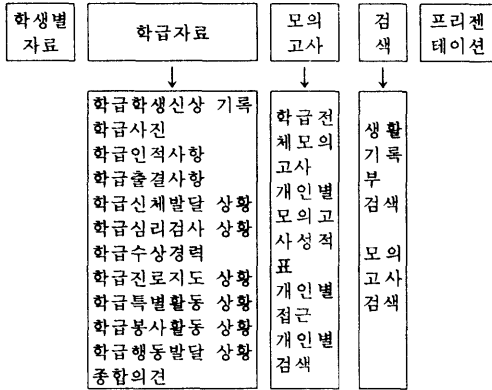 학생별
자료
학급자료
모의
고사
검
색
프리젠
테이션
학급학생신상 기록
학급사진
학급인적사항
학급출결사항
학급신체발달 상황
학급심리검사 상황
학급수상경력
학급진로지도 상황
학급특별활동 상황
학급봉사활동 상황
학급행동발달 상황
종합의견
학급전
체모의
고사
개인별
모의고
사성적
표
개인별
접근
개인별
검색
생활
기록
부
검색
모의
고사
검색